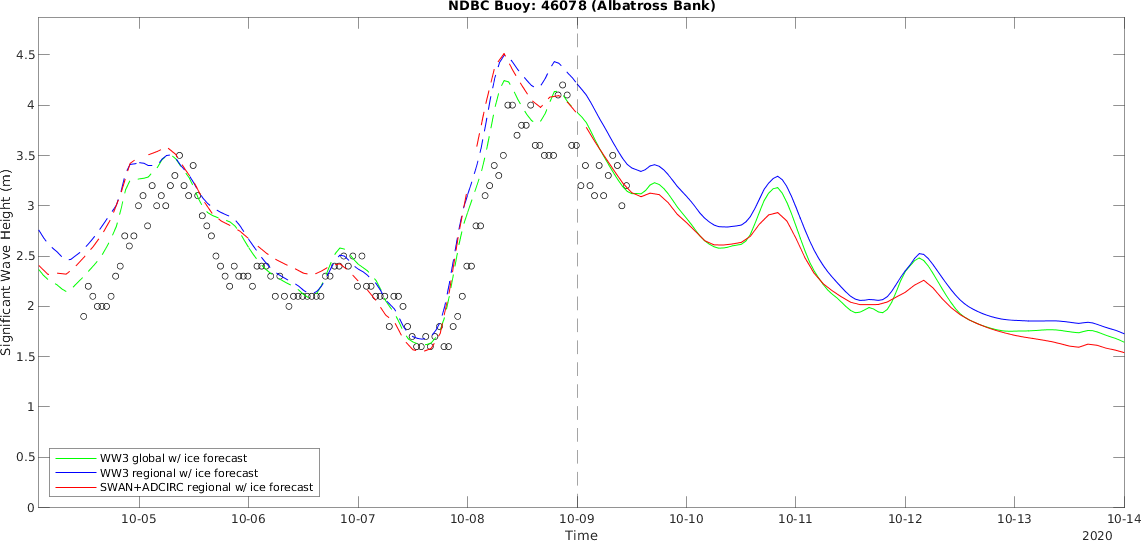 NDBC Buoy: 46078 (Albatross Bank)
Significant Wave Height (m)
4.5
4
3.5
3
2.5
2
1.5
1
0.5
0
WW3 global w/ ice forecast
WW3 regional w/ ice forecast
SWAN+ADCIRC regional w/ ice forecast
10-05 10-06 10-07 10-08 10-09 10-10 10-11 10-12 10-13 10-14
Time
2020